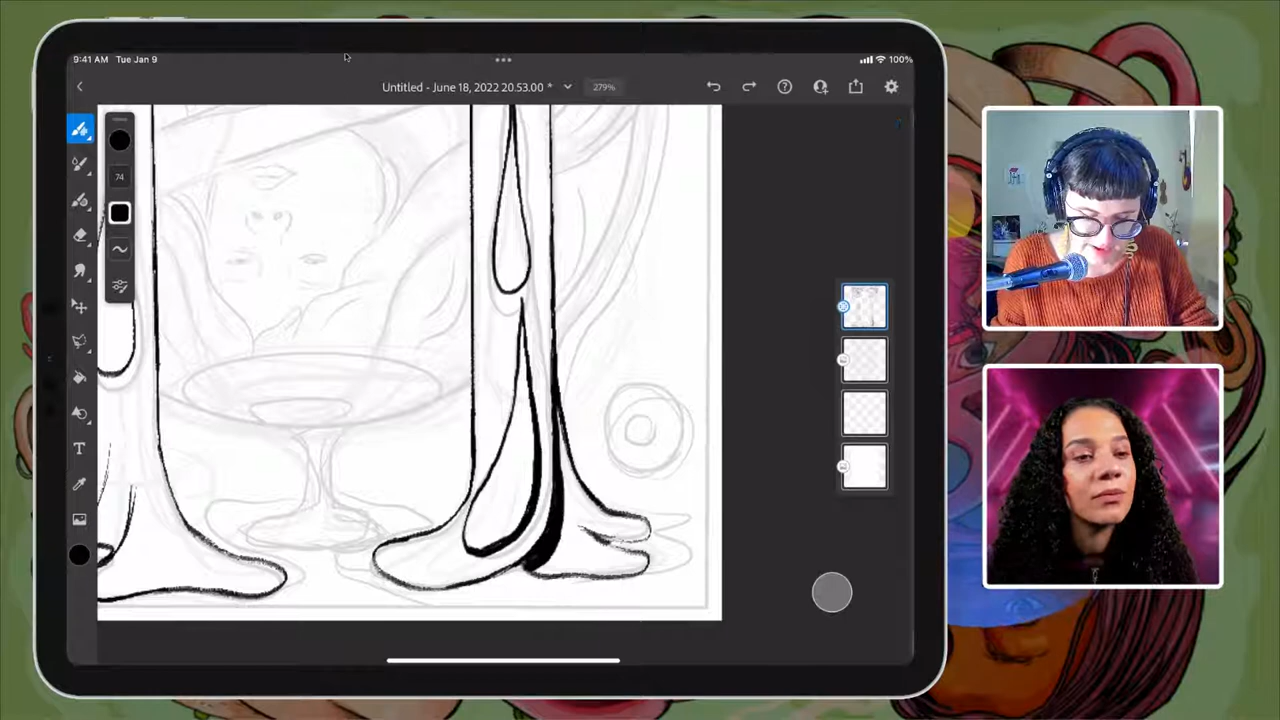 9:41 AM Tue Jan 9
100%
Untitled - June 18, 2022 20.53.00 *
279%
74
T